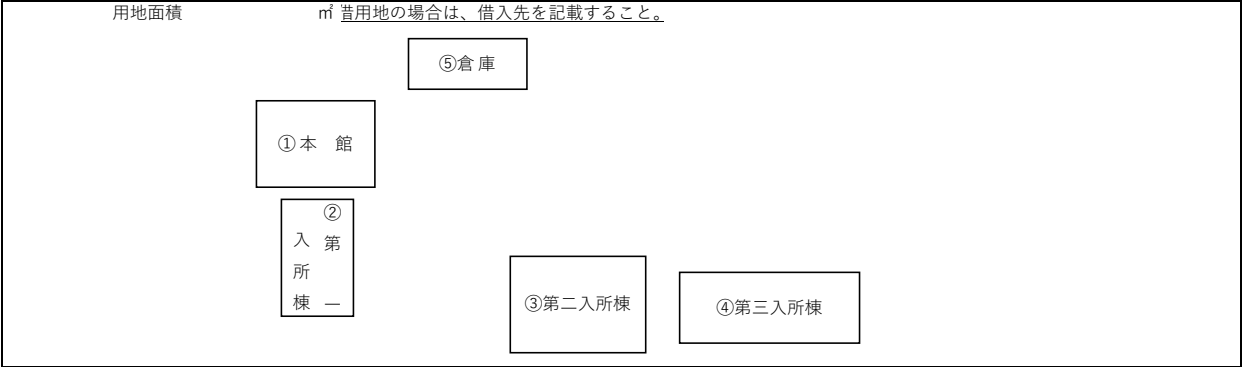 用地面積　　　　　　　㎡ 借用地の場合は、借入先を記載すること。
⑤倉 庫
①本　館
②第一
入所棟
③第二入所棟
④第三入所棟